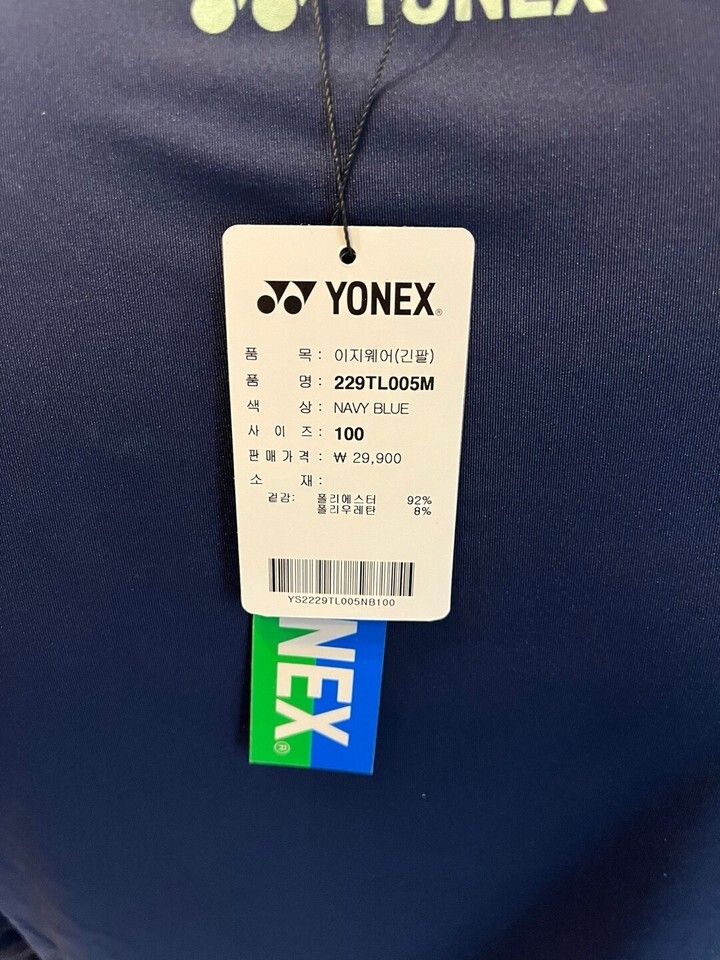 YONEX
YONEX®
품 목 : 이지웨어(긴팔)
품 명 : 229TL005M
색 상 : NAVY BLUE
사 이 즈 : 100
판 매 가 격 : ₩ 29,900
소 재 :
겉감: 폴리에스터 92%
폴리우레탄 8%
YS2229TL005NB100
NEX®